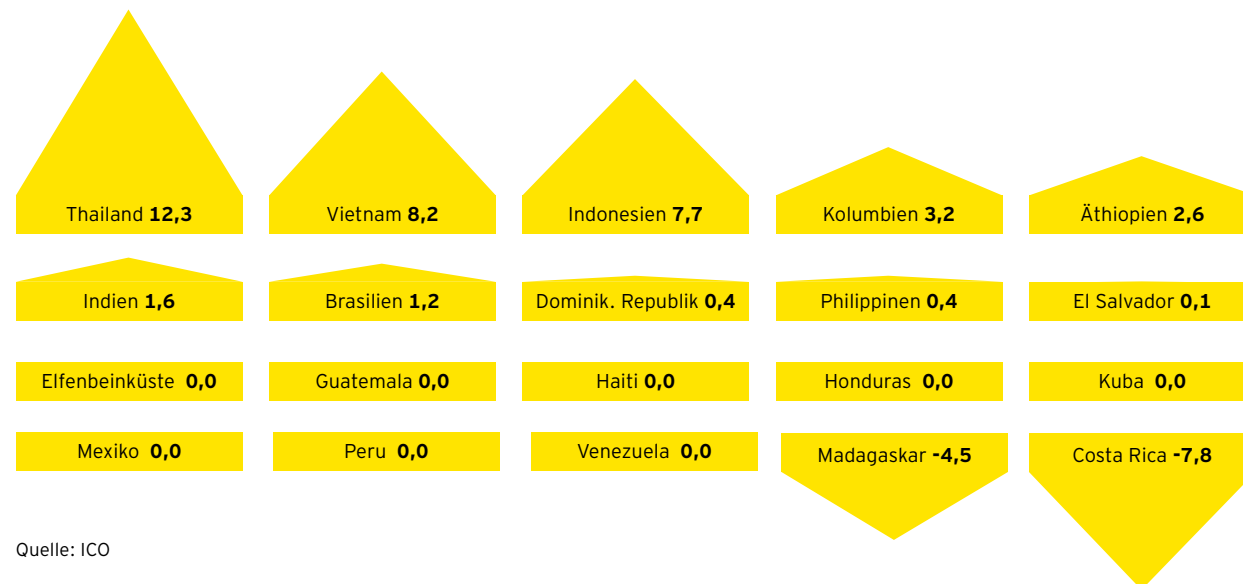 Thailand 12,3
Vietnam 8,2
Indonesien 7,7
Kolumbien 3,2
Äthiopien 2,6
Indien 1,6
Brasilien 1,2
Dominik. Republik 0,4
Philippinen 0,4
El Salvador 0,1
Elfenbeinküste 0,0
Guatemala 0,0
Haiti 0,0
Honduras 0,0
Kuba 0,0
Mexiko 0,0
Peru 0,0
Venezuela 0,0
Madagaskar -4,5
Costa Rica -7,8
Quelle: ICO